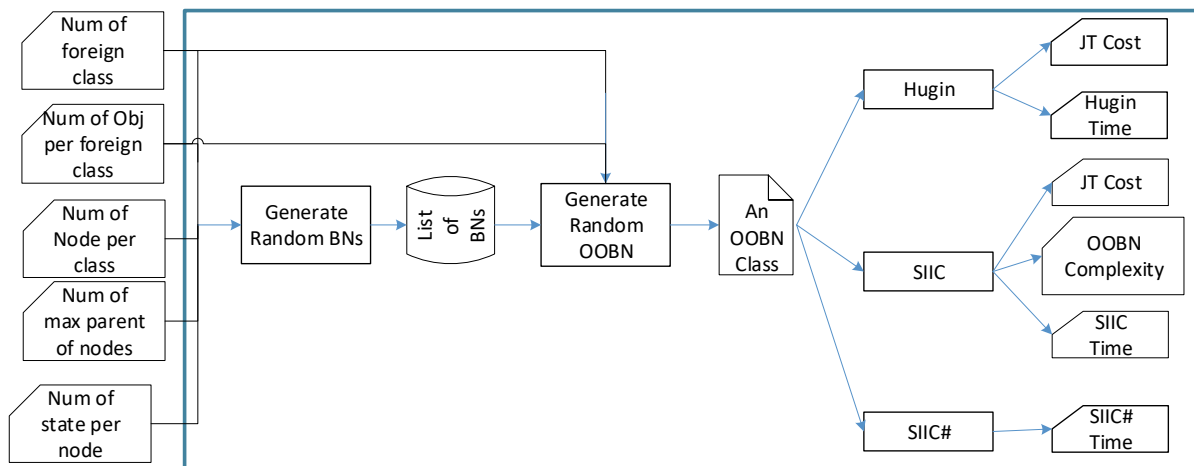 Num of
foreign
class
Num of Obj
per foreign
class
Num of
Node per
class
Num of
max parent
of nodes
Num of
state per
node
Generate
Random BNs
List
of
BNs
Generate
Random
OOBN
An
OOBN
Class
Hugin
SIIC
SIIC#
JT Cost
Hugin
Time
JT Cost
OOBN
Complexity
SIIC
Time
SIIC#
Time